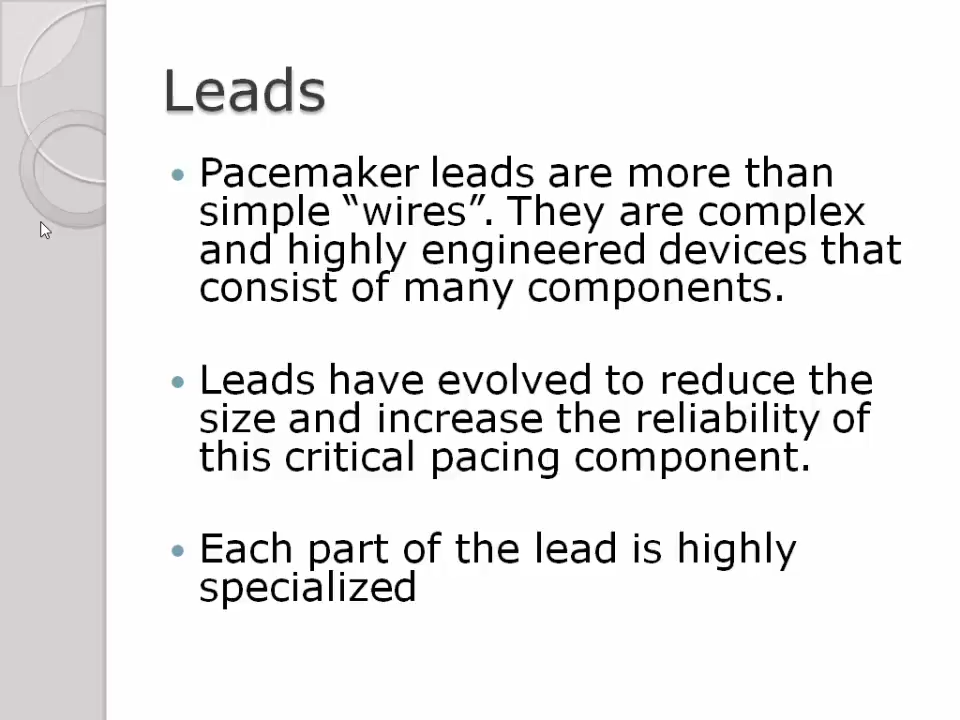 Leads
• Pacemaker leads are more than
simple “wires”. They are complex
and highly engineered devices that
consist of many components.
• Leads have evolved to reduce the
size and increase the reliability of
this critical pacing component.
• Each part of the lead is highly
specialized